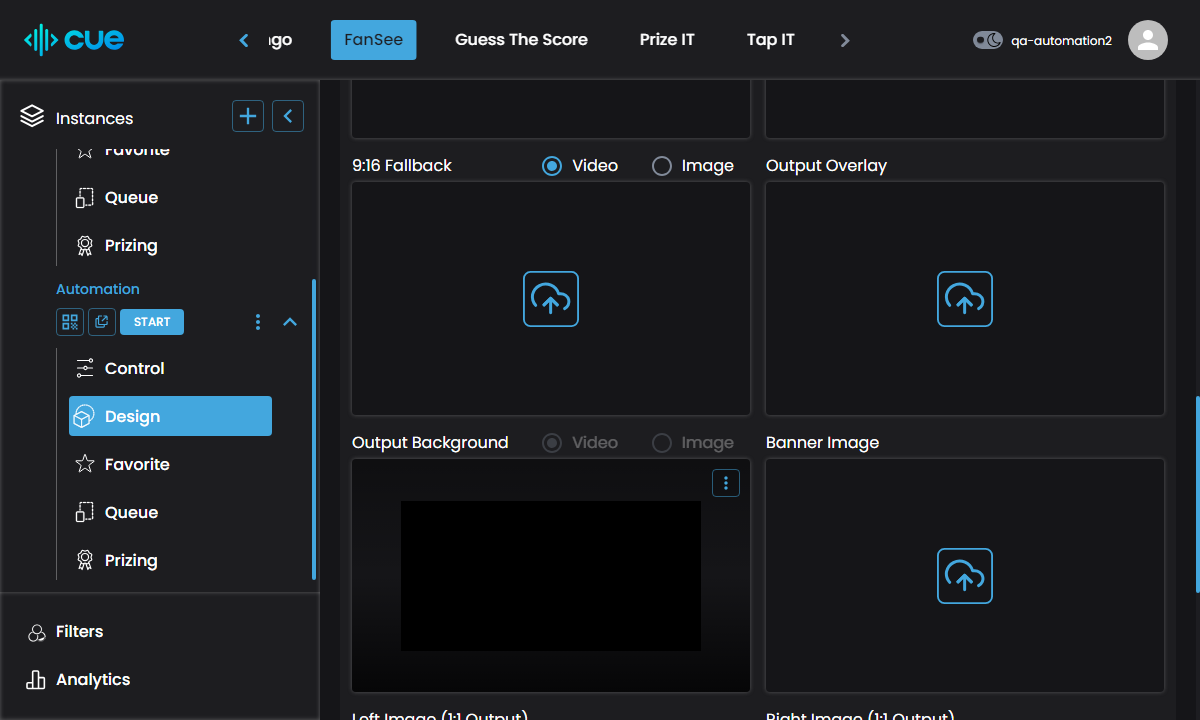 cue
ngo
FanSee
Guess The Score
Prize IT
Tap IT
qa-automation2
Instances
Favorite
Queue
Prizing
Automation
START
Control
Design
Favorite
Queue
Prizing
Filters
Analytics
9:16 Fallback
Video
Image
Output Overlay
Output Background
Video
Image
Banner Image
Left Image (1:1 Output)
Right Image (1:1 Output)